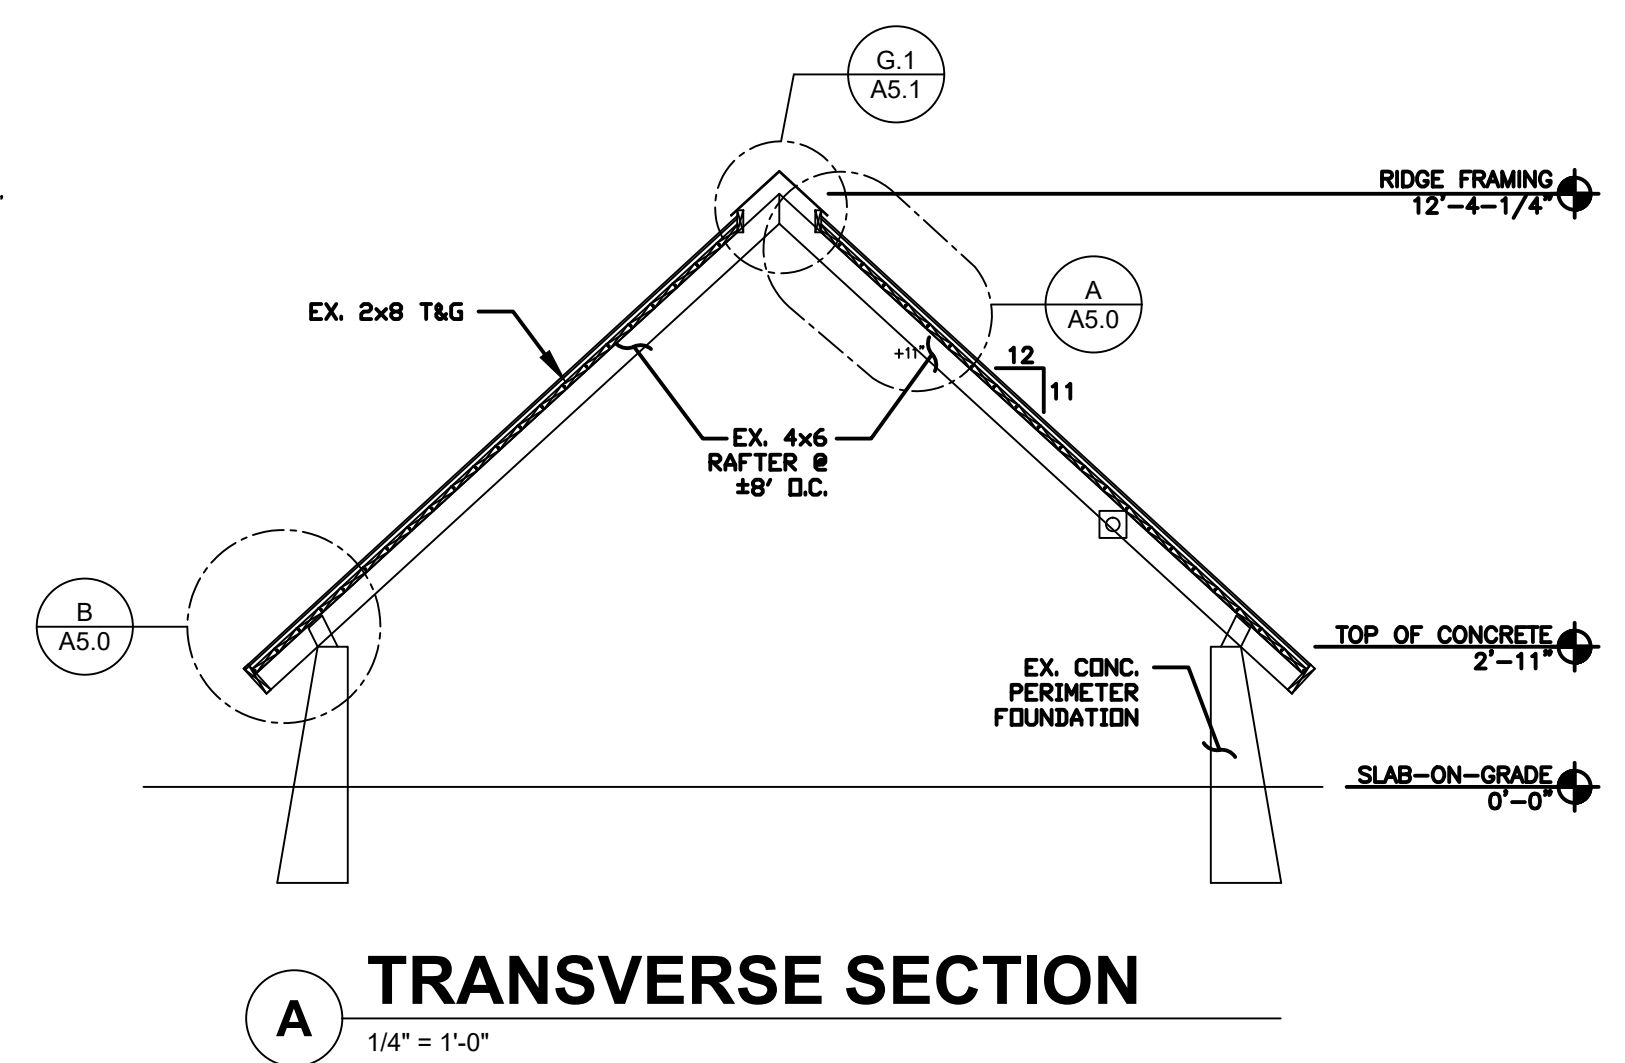 G.1
A5.1
RIDGE FRAMING
12'-4-1/4"
A
A5.0
EX. 2x8 T&G
+11"
12
11
EX. 4x6
RAFTER @
±8' O.C.
B
A5.0
TOP OF CONCRETE
2'-11"
EX. CONC.
PERIMETER
FOUNDATION
SLAB-ON-GRADE
0'-0"
A
TRANSVERSE SECTION
1/4" = 1'-0"